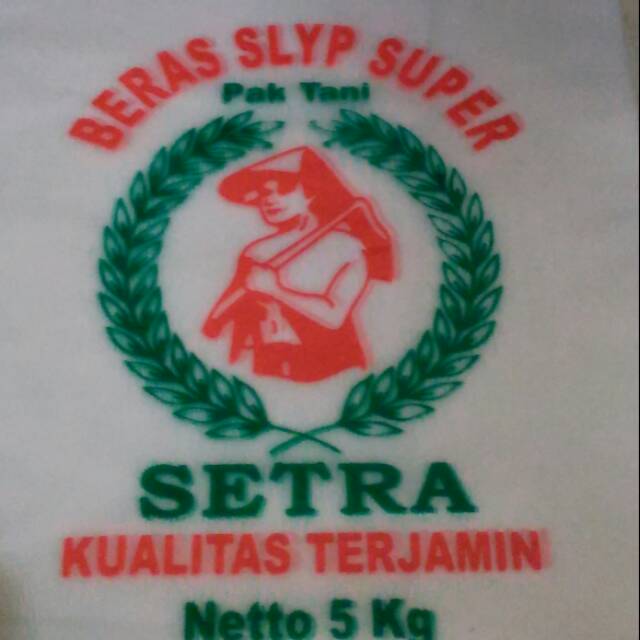 BERAS SLYP SUPER
Pak Tani
SETRA
KUALITAS TERJAMIN
Netto 5 Kg